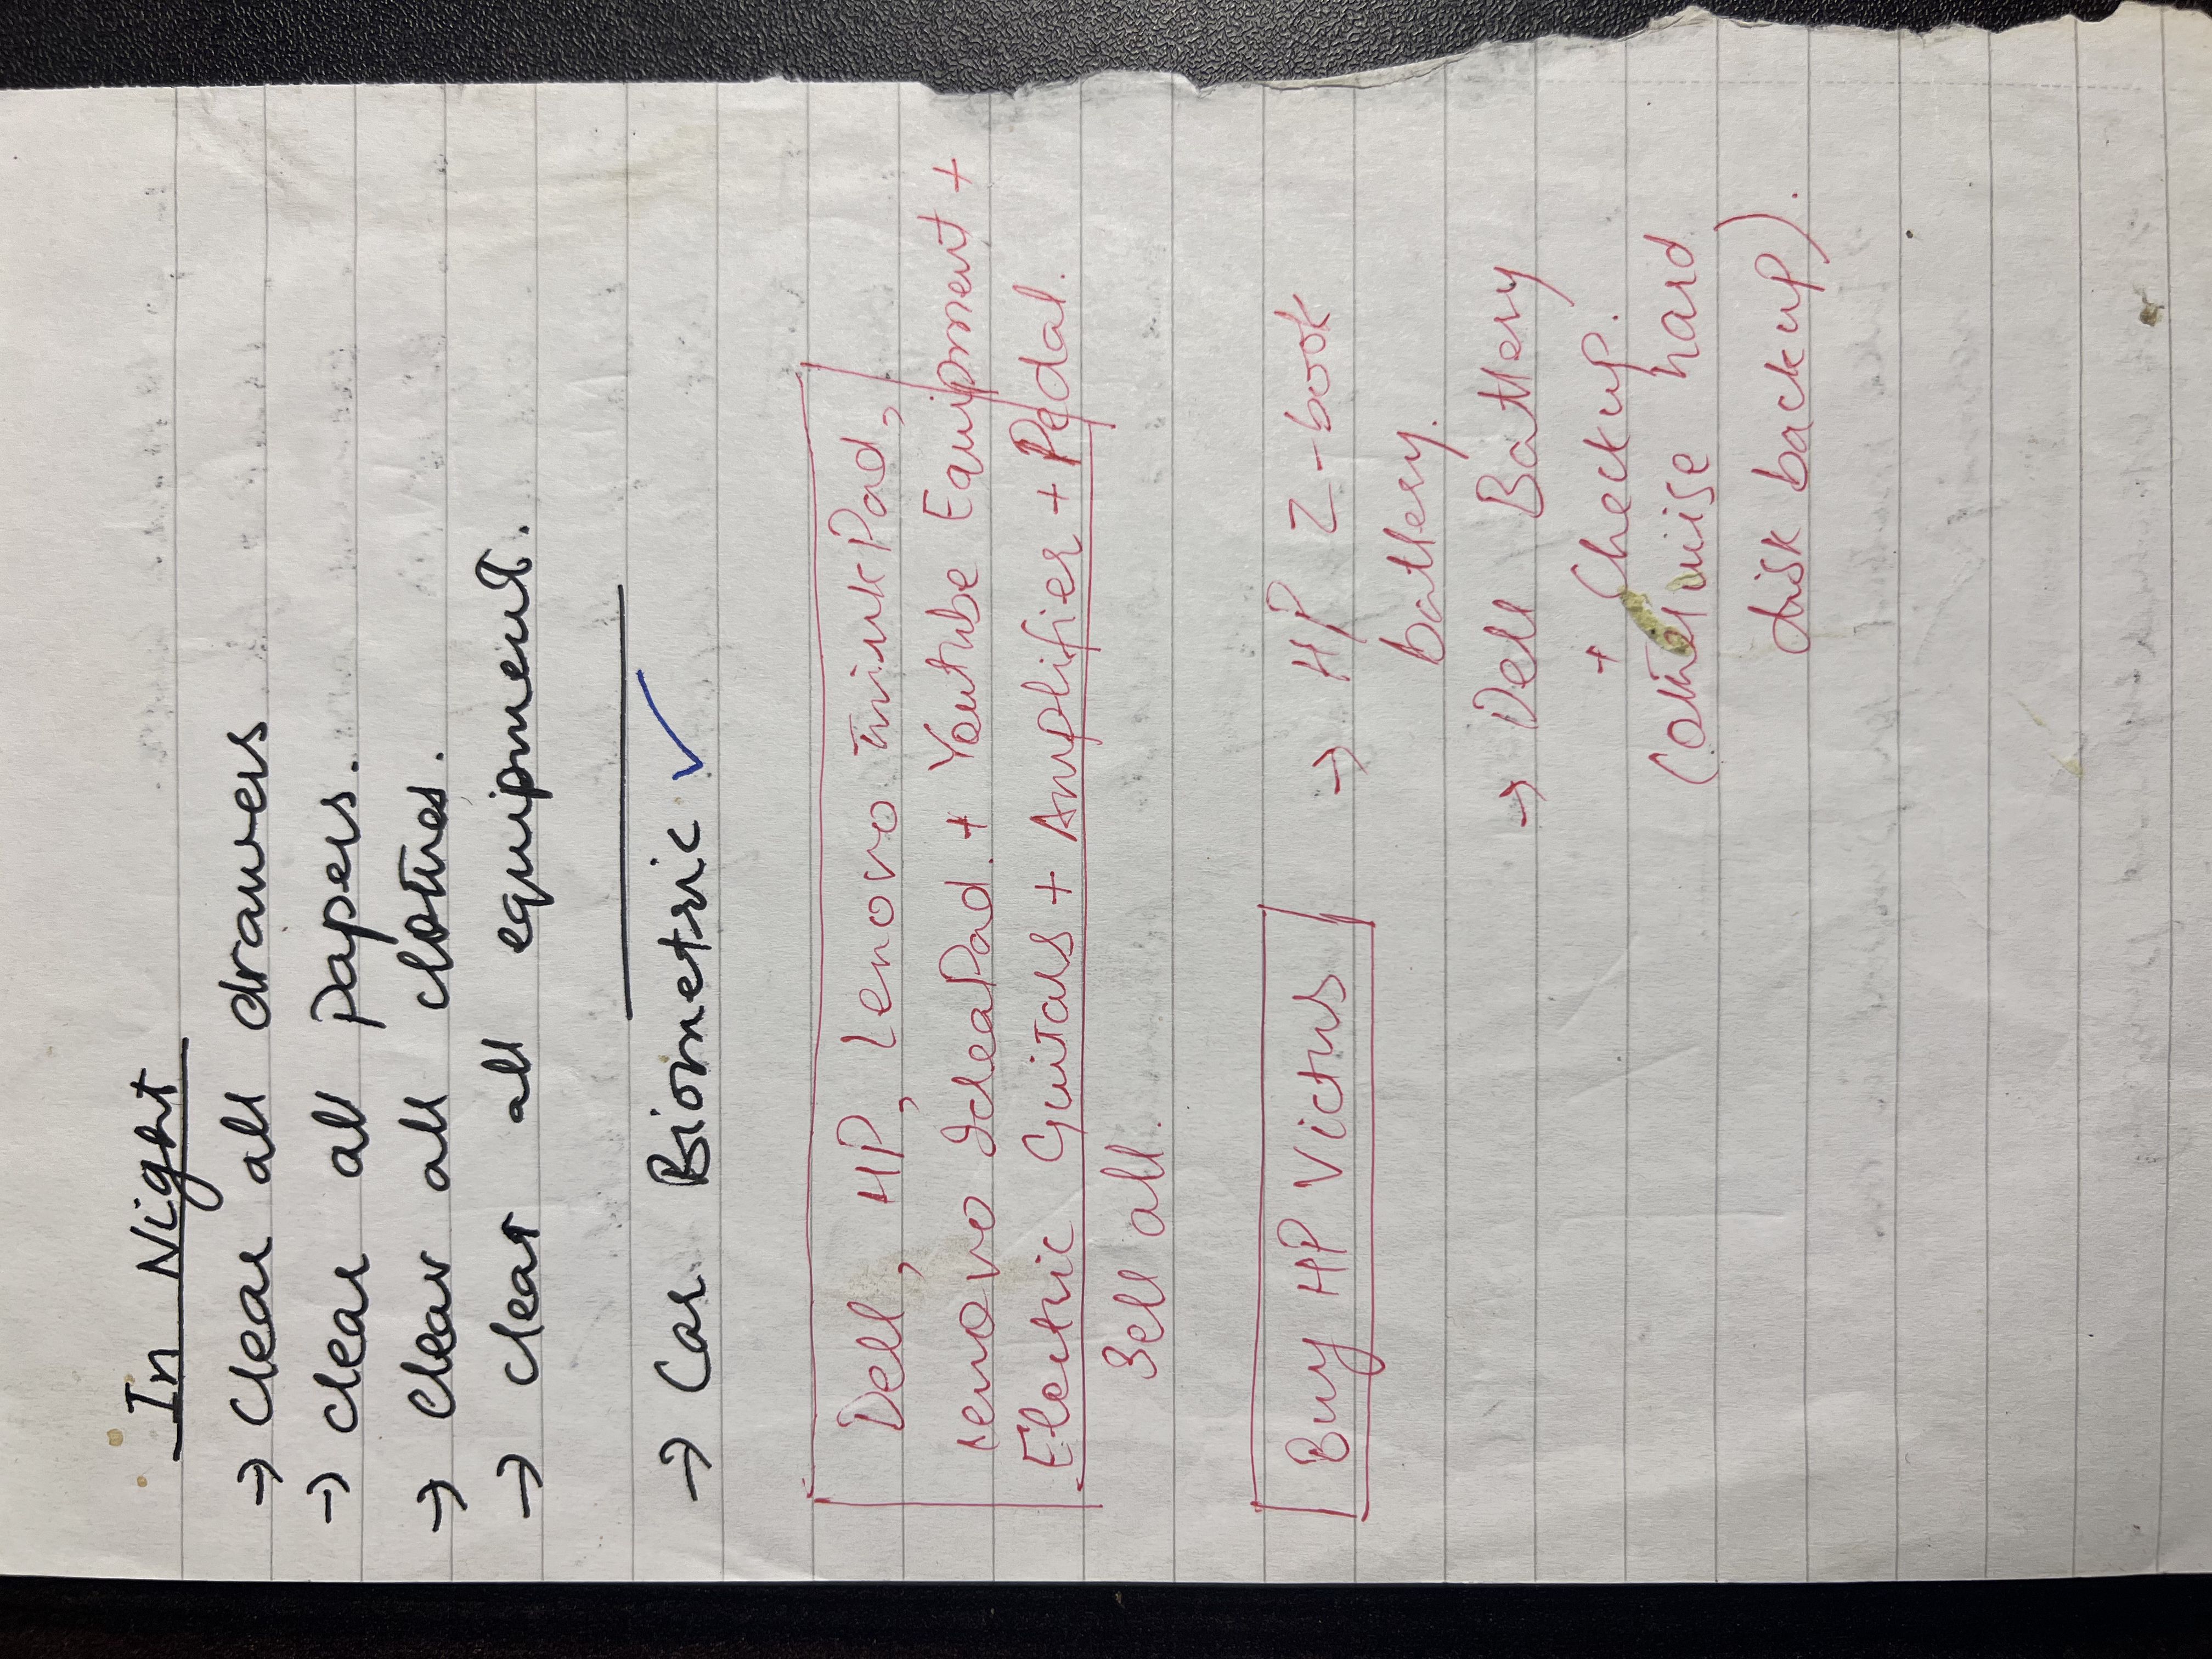 In Night
→ Clear all drawers
→ clear all papers.
→ clear all clothes.
→ clear all equipment.
→ Car Biometric ✓
Dell, HP, Lenovo ThinkPad,
Lenovo IdeaPad + Youtube Equipment +
Electric Guitars + Amplifier + Pedal.
Sell all.
Buy HP Victus → HP Z-book
battery.
→ Dell Battery
+ Checkup.
(otherwise hard
disk backup).